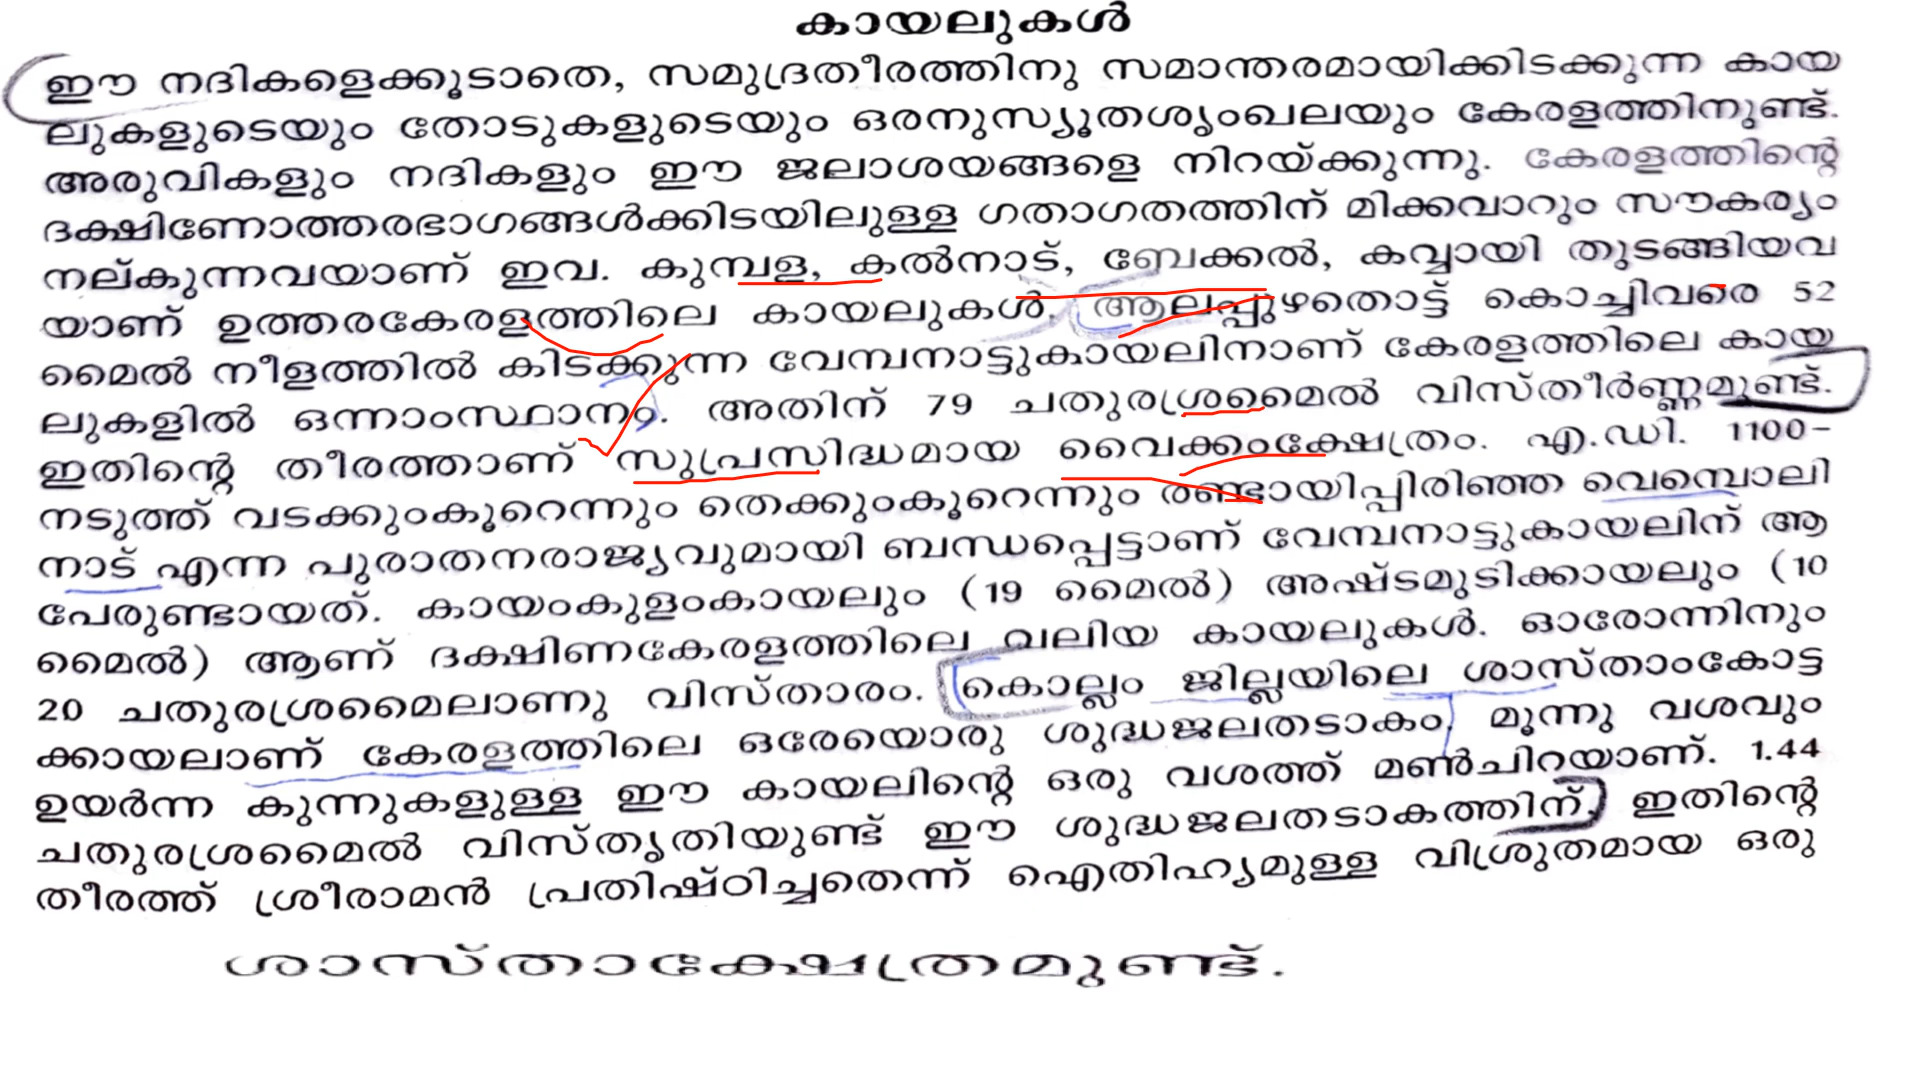 കായലുകൾ
ഈ നദികളെക്കൂടാതെ, സമുദ്രതീരത്തിനു സമാന്തരമായിക്കിടക്കുന്ന കായ
ലുകളുടെയും തോടുകളുടെയും ഒരനുസ്യൂതശൃംഖലയും കേരളത്തിനുണ്ട്.
അരുവികളും നദികളും ഈ ജലാശയങ്ങളെ നിറയ്ക്കുന്നു. കേരളത്തിന്റെ
ദക്ഷിണോത്തരഭാഗങ്ങൾക്കിടയിലുള്ള ഗതാഗതത്തിന് മിക്കവാറും സൗകര്യം
നല്കുന്നവയാണ് ഇവ. കുമ്പള, കൽനാട്, ബേക്കൽ, കവ്വായി തുടങ്ങിയവ
യാണ് ഉത്തരകേരളത്തിലെ കായലുകൾ. ആലപ്പുഴതൊട്ട് കൊച്ചിവരെ 52
മൈൽ നീളത്തിൽ കിടക്കുന്ന വേമ്പനാട്ടുകായലിനാണ് കേരളത്തിലെ കായ
ലുകളിൽ ഒന്നാംസ്ഥാനം. അതിന് 79 ചതുരശ്രമൈൽ വിസ്തീർണ്ണമുണ്ട്.
ഇതിന്റെ തീരത്താണ് സുപ്രസിദ്ധമായ വൈക്കംക്ഷേത്രം. എ.ഡി. 1100-
നടുത്ത് വടക്കുംകൂറെന്നും തെക്കുംകൂറെന്നും രണ്ടായിപ്പിരിഞ്ഞ വെമ്പൊലി
നാട് എന്ന പുരാതനരാജ്യവുമായി ബന്ധപ്പെട്ടാണ് വേമ്പനാട്ടുകായലിന് ആ
പേരുണ്ടായത്. കായംകുളംകായലും (19 മൈൽ) അഷ്ടമുടിക്കായലും (10
മൈൽ) ആണ് ദക്ഷിണകേരളത്തിലെ വലിയ കായലുകൾ. ഓരോന്നിനും
20 ചതുരശ്രമൈലാണു വിസ്താരം. കൊല്ലം ജില്ലയിലെ ശാസ്താംകോട്ട
ക്കായലാണ് കേരളത്തിലെ ഒരേയൊരു ശുദ്ധജലതടാകം. മൂന്നു വശവും
ഉയർന്ന കുന്നുകളുള്ള ഈ കായലിന്റെ ഒരു വശത്ത് മൺചിറയാണ്. 1.44
ചതുരശ്രമൈൽ വിസ്തൃതിയുണ്ട് ഈ ശുദ്ധജലതടാകത്തിന്. ഇതിന്റെ
തീരത്ത് ശ്രീരാമൻ പ്രതിഷ്ഠിച്ചതെന്ന് ഐതിഹ്യമുള്ള വിശ്രുതമായ ഒരു
ശാസ്താക്ഷേത്രമുണ്ട്.